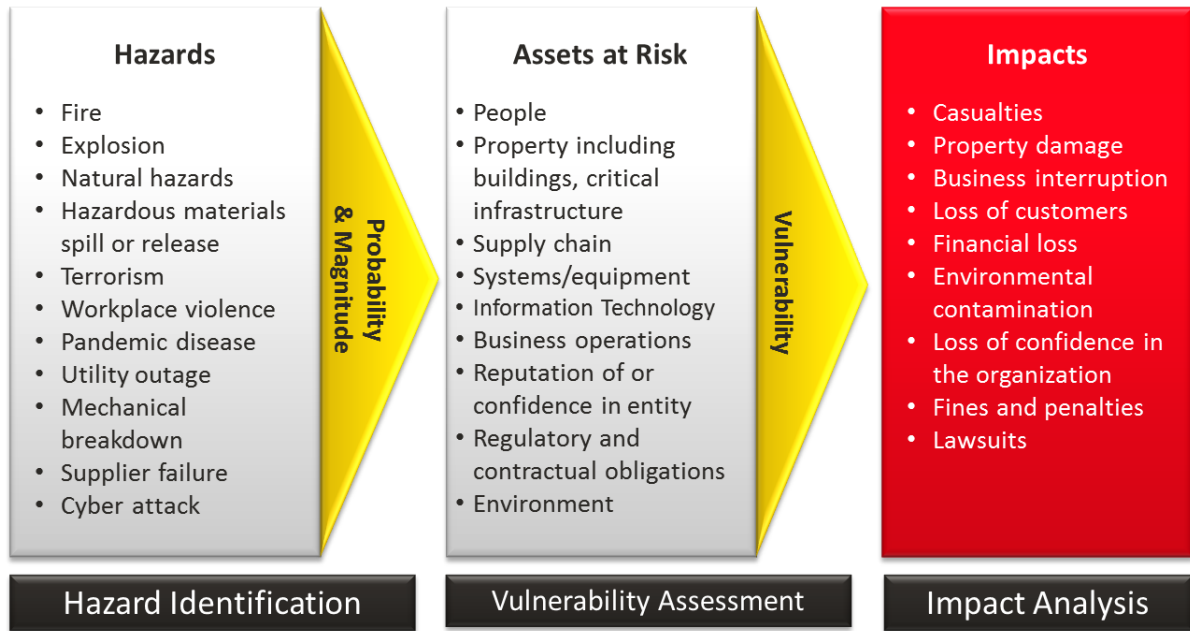 Hazards
• Fire
• Explosion
• Natural hazards
• Hazardous materials
spill or release
• Terrorism
• Workplace violence
• Pandemic disease
• Utility outage
• Mechanical
breakdown
• Supplier failure
• Cyber attack
Probability
& Magnitude
Assets at Risk
• People
• Property including
buildings, critical
infrastructure
• Supply chain
• Systems/equipment
• Information Technology
• Business operations
• Reputation of or
confidence in entity
• Regulatory and
contractual obligations
• Environment
Vulnerability
Impacts
• Casualties
• Property damage
• Business interruption
• Loss of customers
• Financial loss
• Environmental
contamination
• Loss of confidence in
the organization
• Fines and penalties
• Lawsuits
Hazard Identification
Vulnerability Assessment
Impact Analysis